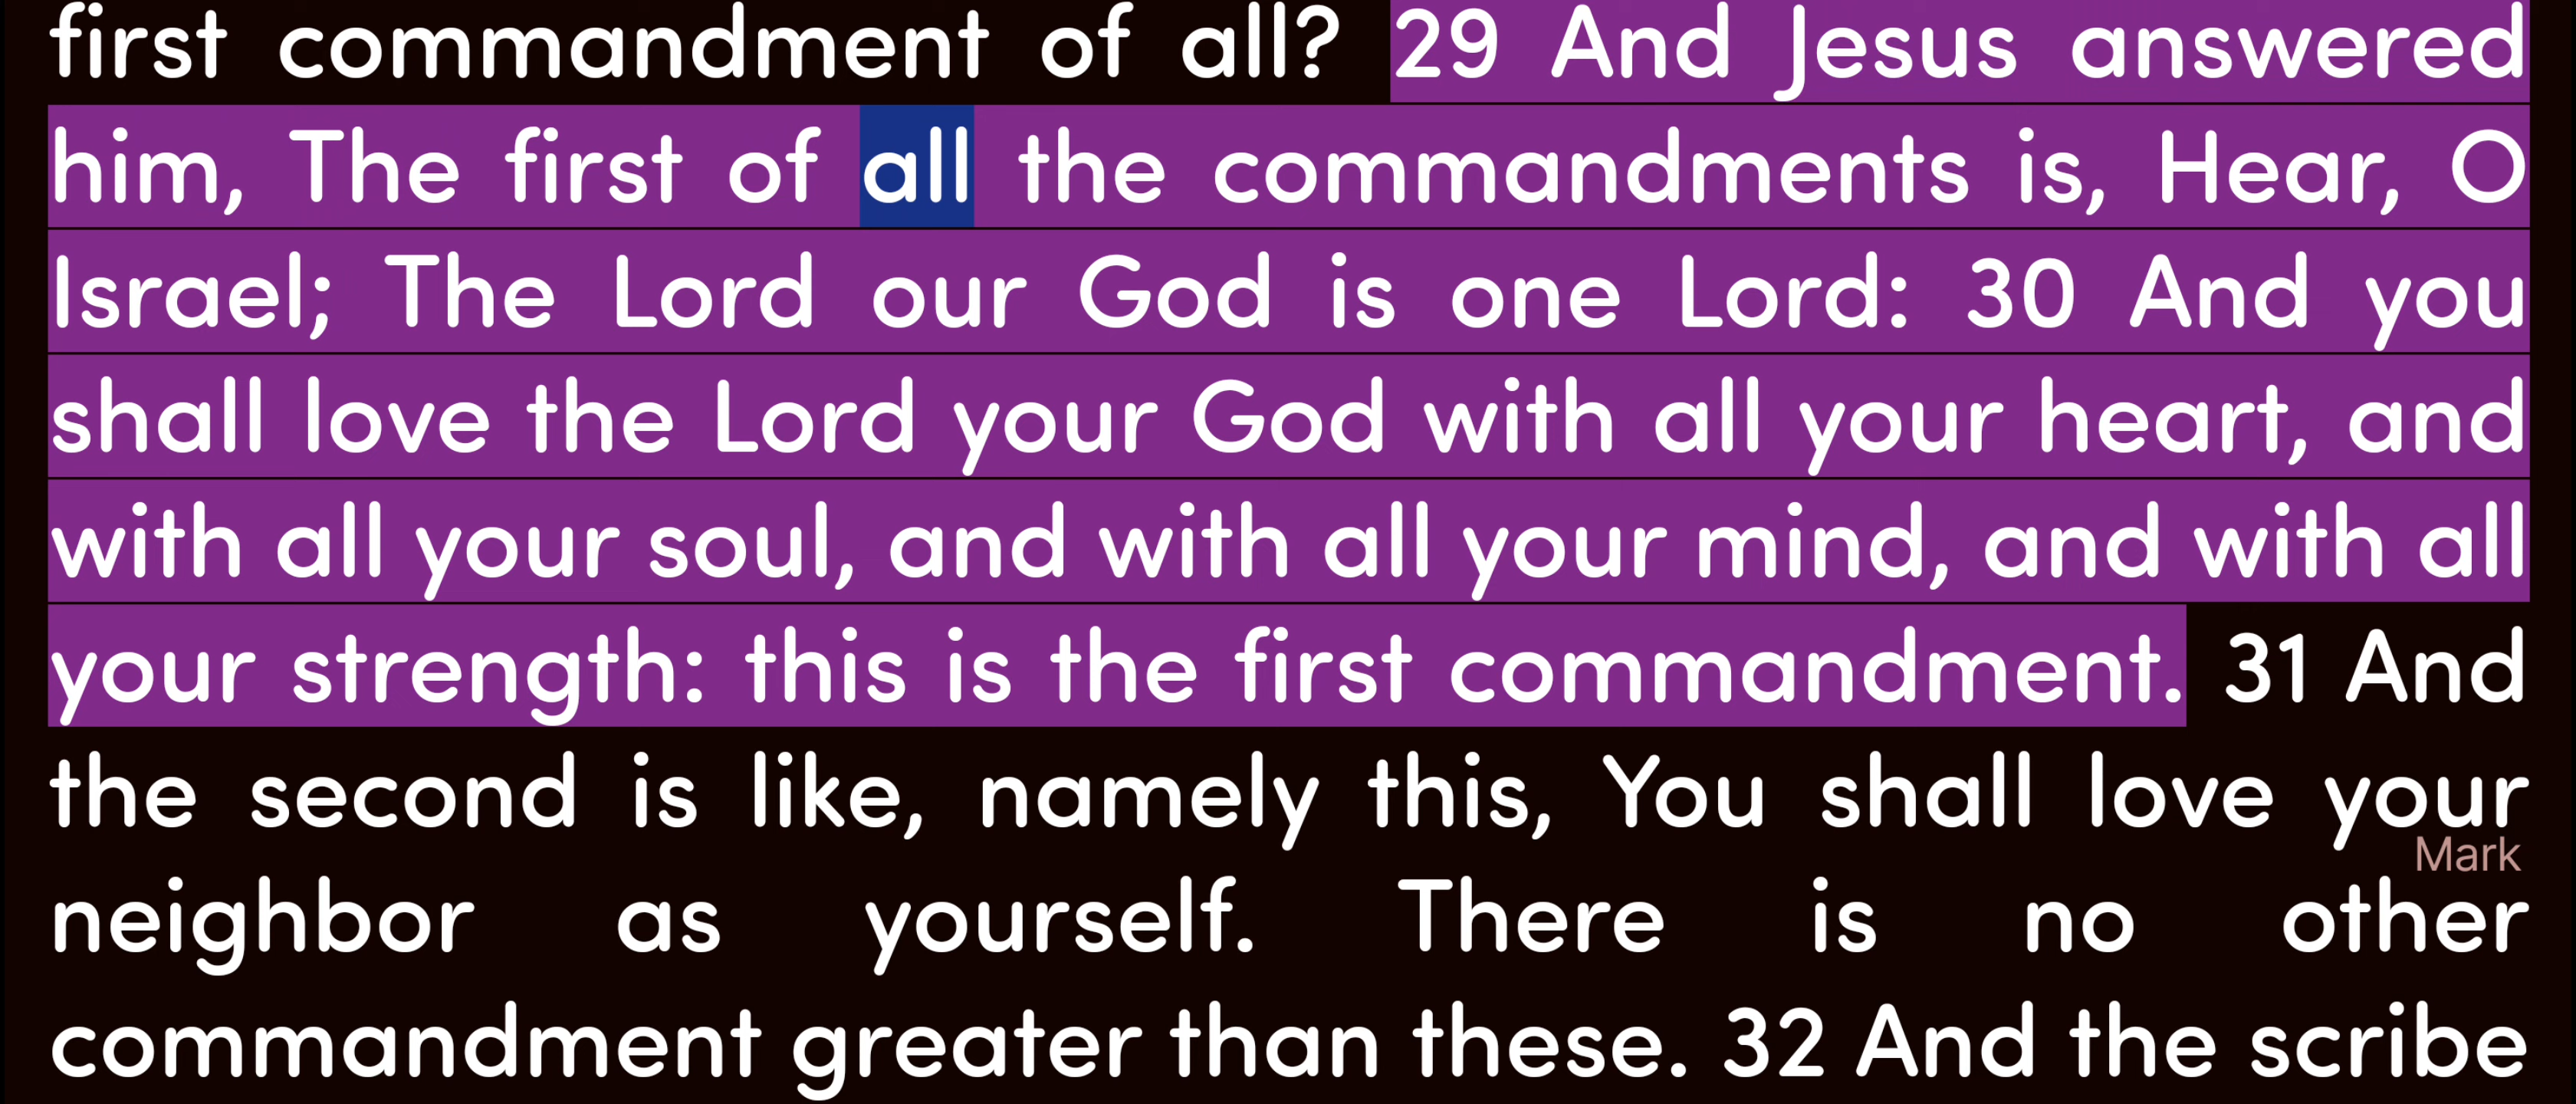 first commandment of all? 29 And Jesus answered
him, The first of all the commandments is, Hear, O
Israel; The Lord our God is one Lord: 30 And you
shall love the Lord your God with all your heart, and
with all your soul, and with all your mind, and with all
your strength: this is the first commandment. 31 And
the second is like, namely this, You shall love your
Mark
neighbor as yourself. There is no other
commandment greater than these. 32 And the scribe